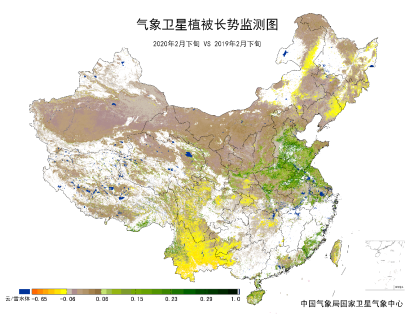 气象卫星植被长势监测图
2020年2月下旬 VS 2019年2月下旬
云/雪水体 -0.65 -0.06 0.06 0.15 0.23 0.29 1.0
中国气象局国家卫星气象中心